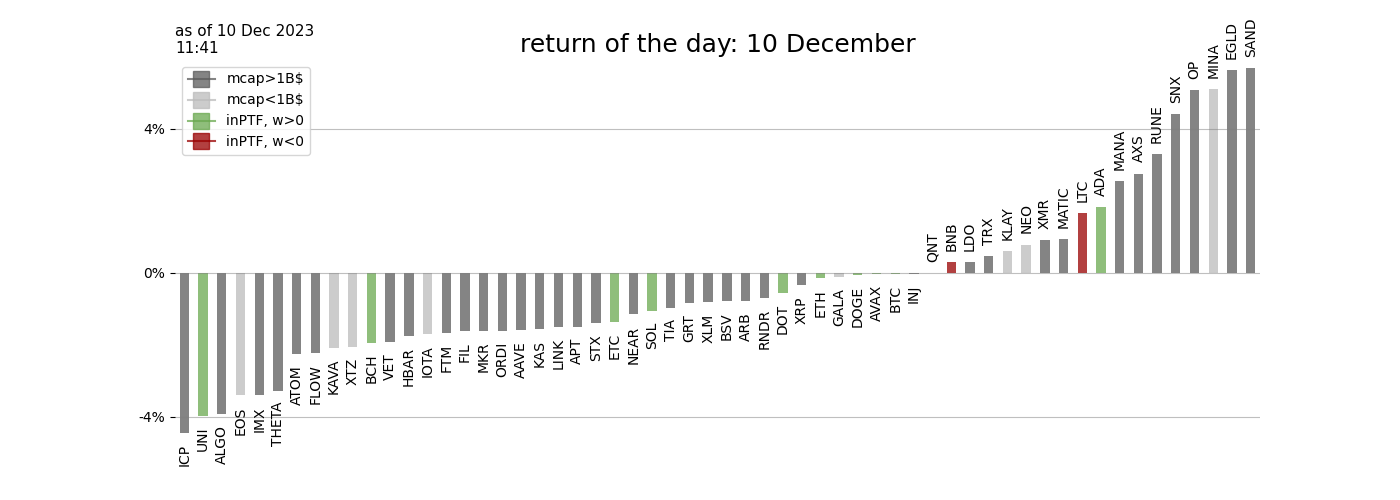 as of 10 Dec 2023
11:41
return of the day: 10 December
mcap>1B$
mcap<1B$
inPTF, w>0
inPTF, w<0
4%
0%
-4%
ICP
UNI
ALGO
EOS
IMX
THETA
ATOM
FLOW
KAVA
XTZ
BCH
VET
HBAR
IOTA
FTM
FIL
MKR
ORDI
AAVE
KAS
LINK
APT
STX
ETC
NEAR
SOL
TIA
GRT
XLM
BSV
ARB
RNDR
DOT
XRP
ETH
GALA
DOGE
AVAX
BTC
INJ
QNT
BNB
LDO
TRX
KLAY
NEO
XMR
MATIC
LTC
ADA
MANA
AXS
RUNE
SNX
OP
MINA
EGLD
SAND